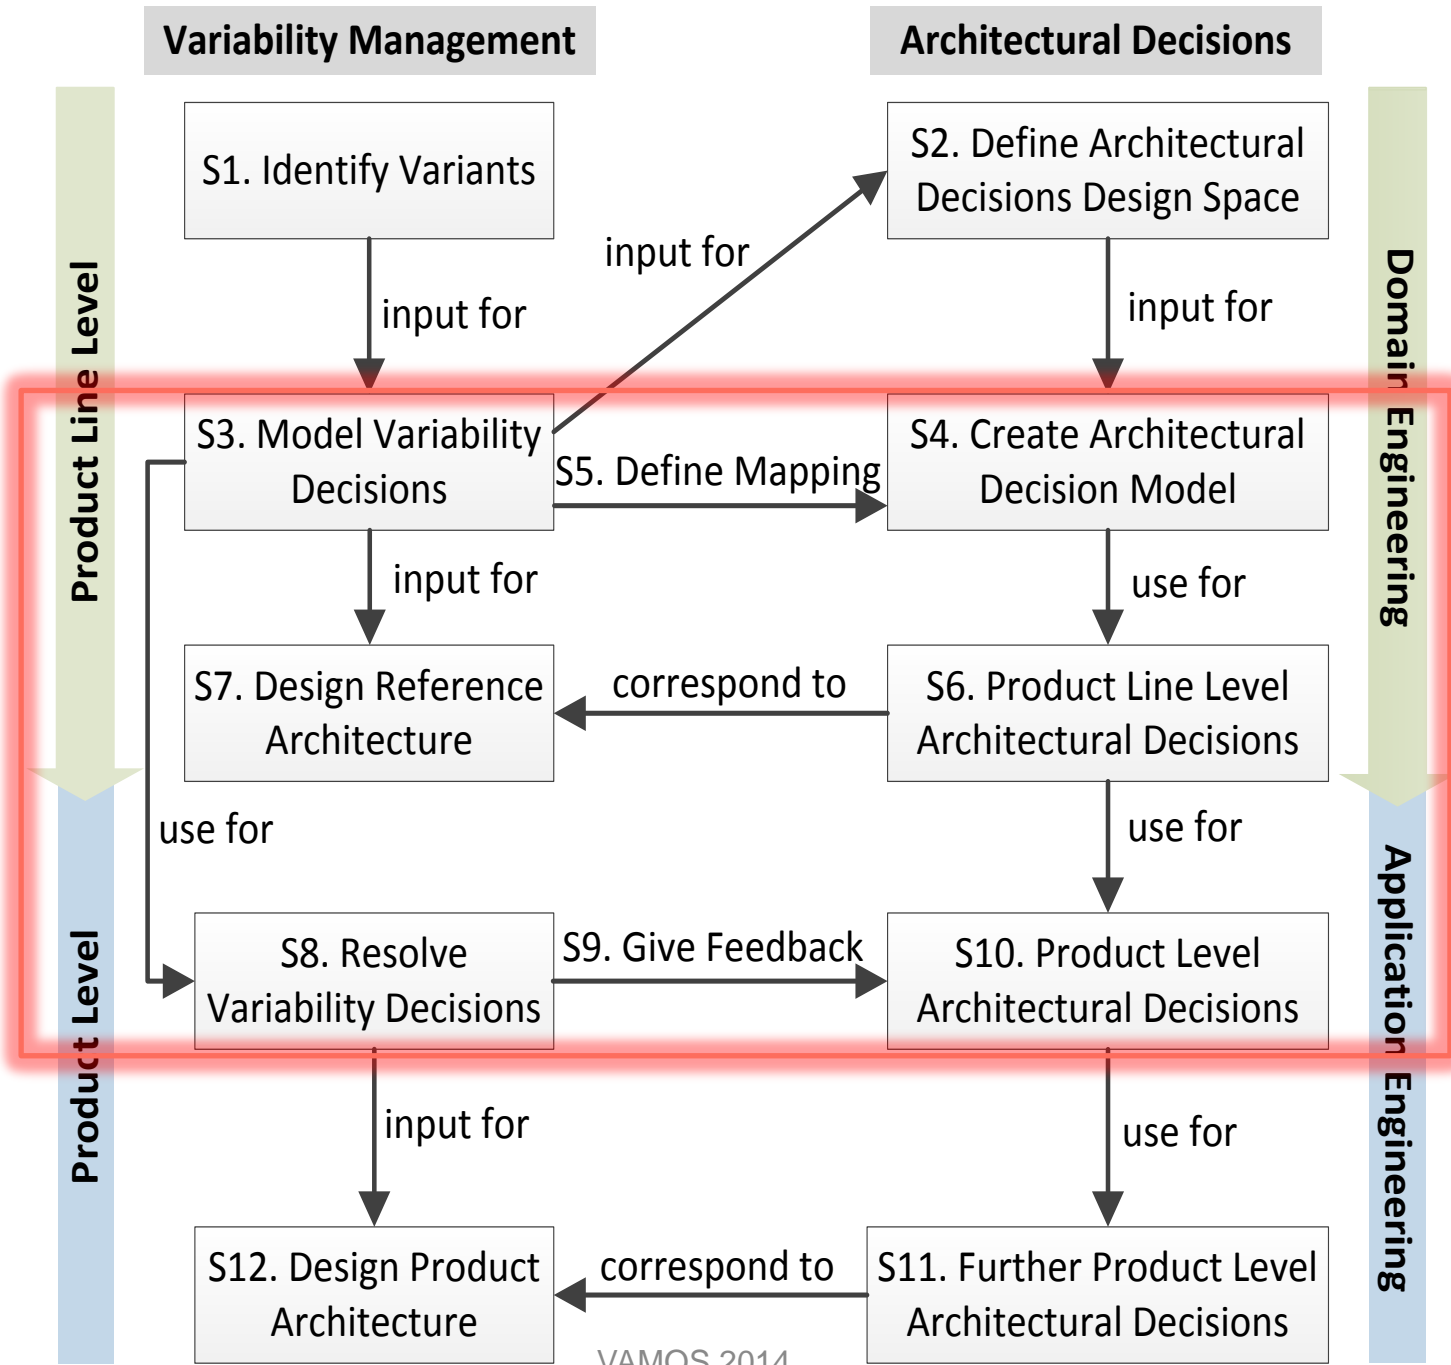 Variability Management
Architectural Decisions
S1. Identify Variants
S2. Define Architectural
Decisions Design Space
input for
input for
input for
Product Line Level
Domain Engineering
S3. Model Variability
Decisions
S5. Define Mapping
S4. Create Architectural
Decision Model
input for
use for
S7. Design Reference
Architecture
correspond to
S6. Product Line Level
Architectural Decisions
use for
use for
Product Level
Application Engineering
S8. Resolve
Variability Decisions
S9. Give Feedback
S10. Product Level
Architectural Decisions
input for
use for
S12. Design Product
Architecture
correspond to
S11. Further Product Level
Architectural Decisions
VAMOS 2014